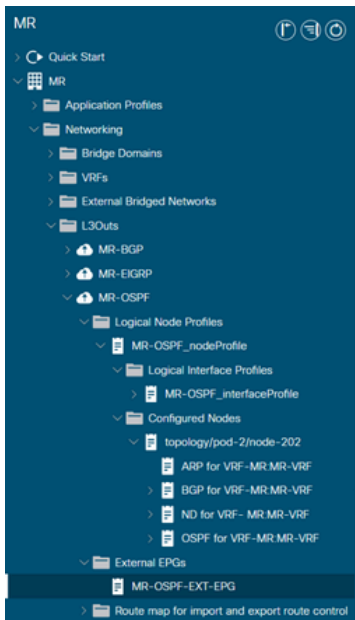 MR
Quick Start
MR
Application Profiles
Networking
Bridge Domains
VRFs
External Bridged Networks
L3Outs
MR-BGP
MR-EIGRP
MR-OSPF
Logical Node Profiles
MR-OSPF_nodeProfile
Logical Interface Profiles
MR-OSPF_interfaceProfile
Configured Nodes
topology/pod-2/node-202
ARP for VRF-MR:MR-VRF
BGP for VRF-MR:MR-VRF
ND for VRF- MR:MR-VRF
OSPF for VRF-MR:MR-VRF
External EPGs
MR-OSPF-EXT-EPG
Route map for import and export route control